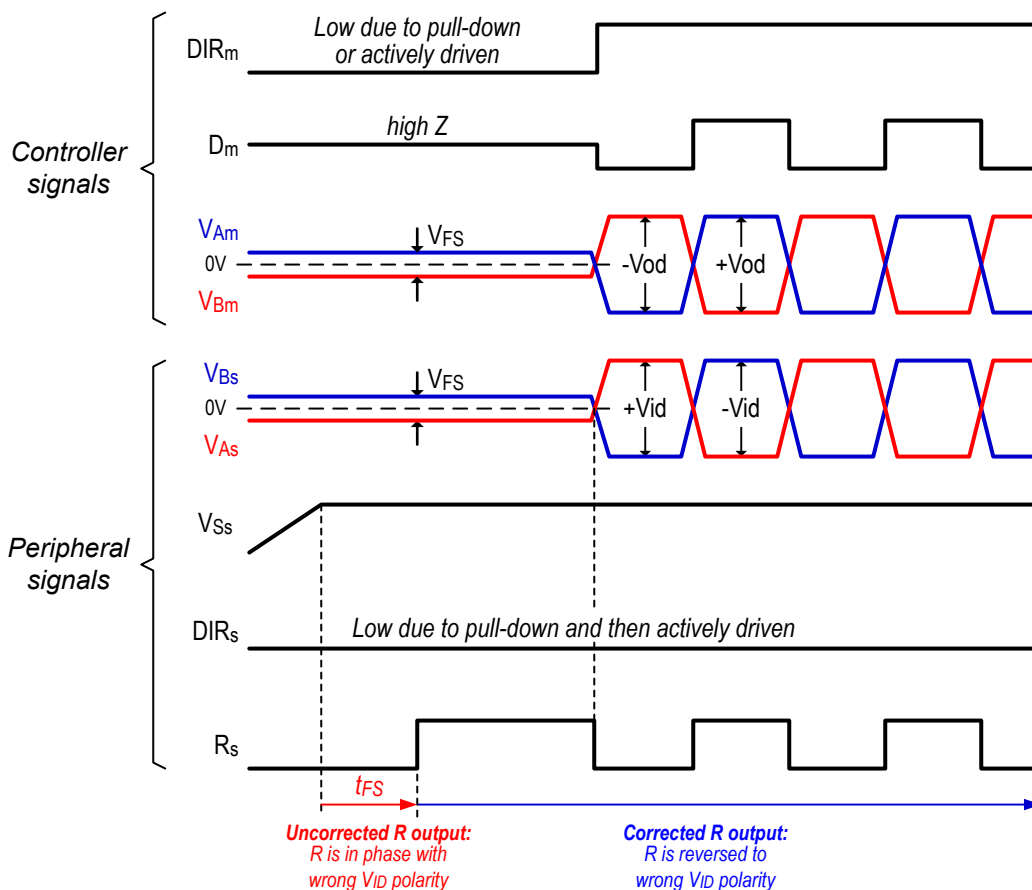 Low due to pull-down
or actively driven
DIRm
high Z
Dm
Controller
signals
VAm
VFS
0V
-Vod
+Vod
VBm
VBs
VFS
0V
+Vid
-Vid
VAs
VSs
Peripheral
signals
Low due to pull-down and then actively driven
DIRs
Rs
tFS
Uncorrected R output:
R is in phase with
wrong VID polarity
Corrected R output:
R is reversed to
wrong VID polarity